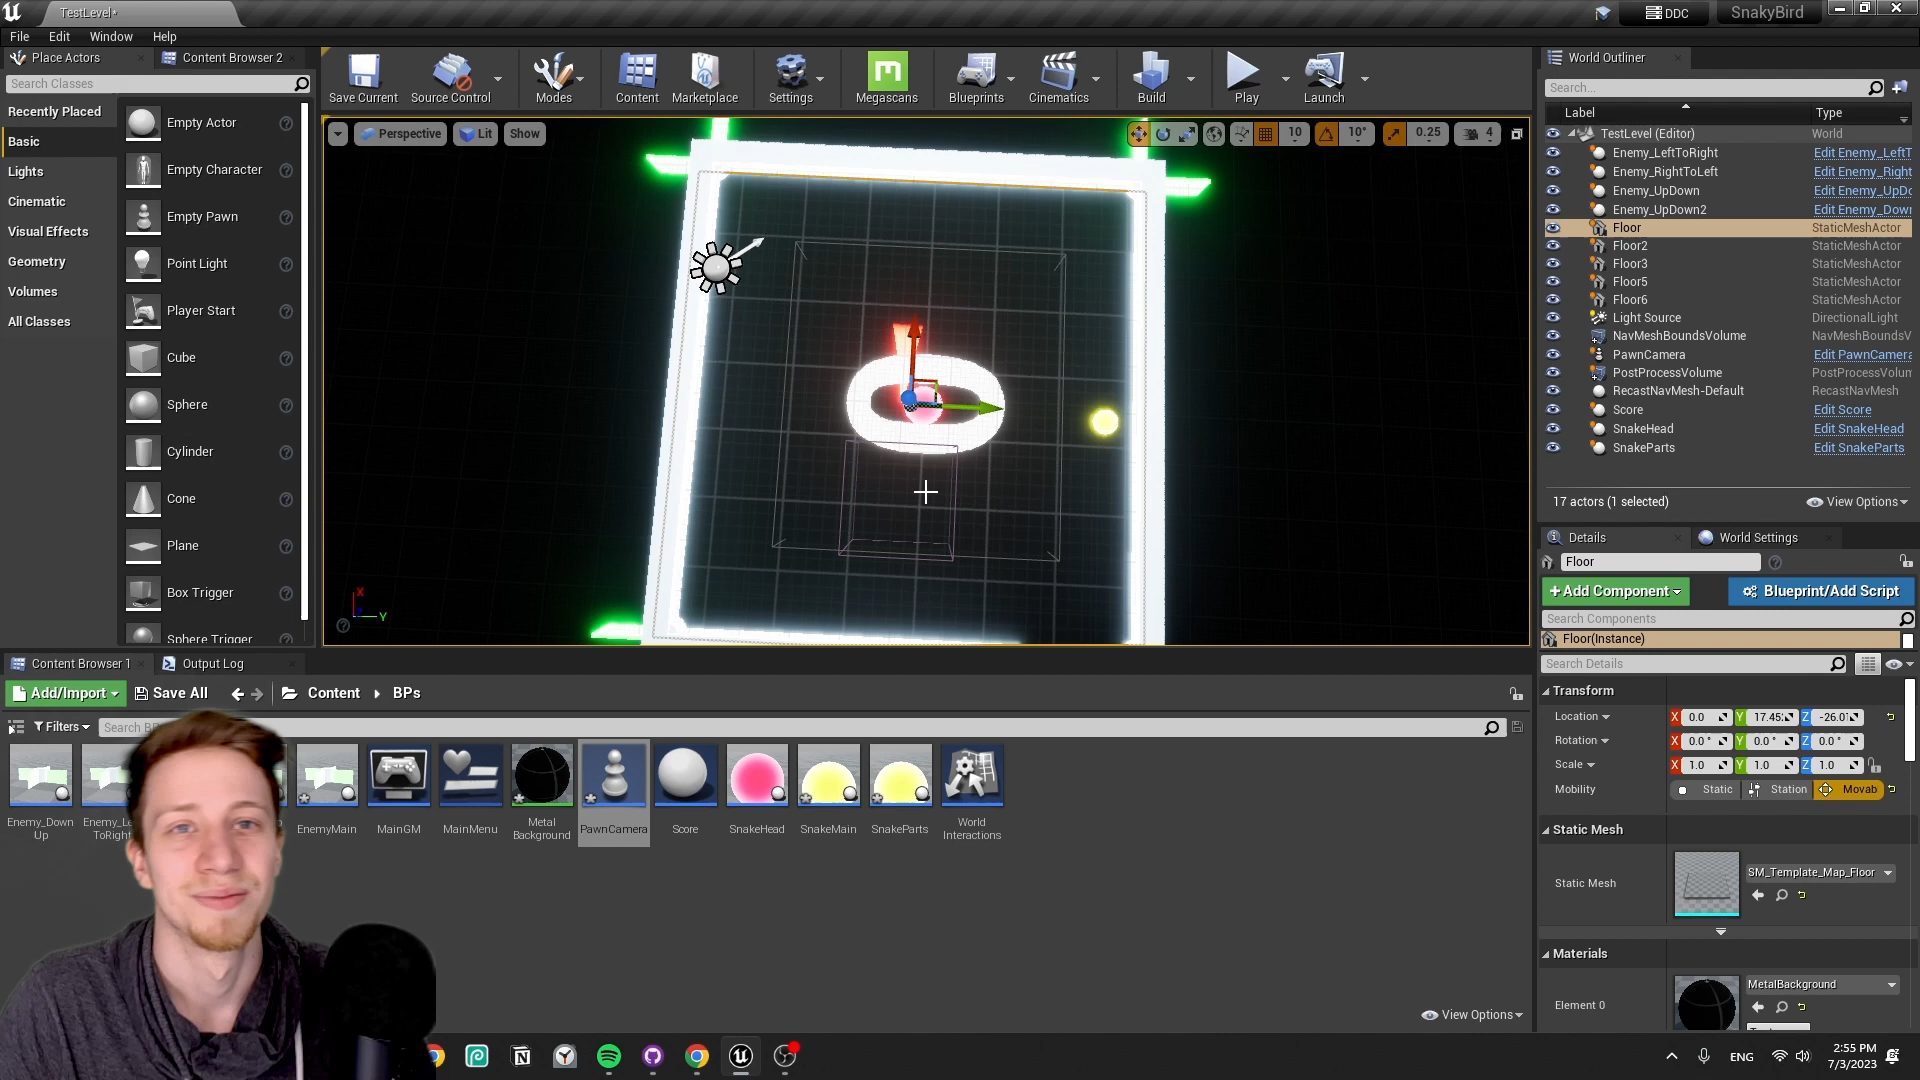 TestLevel*
DDC
SnakyBird
File Edit Window Help
Place Actors
Content Browser 2
Search Classes
Recently Placed
Basic
Lights
Cinematic
Visual Effects
Geometry
Volumes
All Classes
Empty Actor
Empty Character
Empty Pawn
Point Light
Player Start
Cube
Sphere
Cylinder
Cone
Plane
Box Trigger
Sphere Trigger
Save Current
Source Control
Modes
Content
Marketplace
Settings
Megascans
Blueprints
Cinematics
Build
Play
Launch
Perspective
Lit
Show
10
10°
0.25
4
0
X
Y
World Outliner
Search...
Label
Type
TestLevel (Editor) World
Enemy_LeftToRight Edit Enemy_LeftT
Enemy_RightToLeft Edit Enemy_Right
Enemy_UpDown Edit Enemy_UpDo
Enemy_UpDown2 Edit Enemy_Down
Floor StaticMeshActor
Floor2 StaticMeshActor
Floor3 StaticMeshActor
Floor5 StaticMeshActor
Floor6 StaticMeshActor
Light Source DirectionalLight
NavMeshBoundsVolume NavMeshBoundsV
PawnCamera Edit PawnCamera
PostProcessVolume PostProcessVolum
RecastNavMesh-Default RecastNavMesh
Score Edit Score
SnakeHead Edit SnakeHead
SnakeParts Edit SnakeParts
17 actors (1 selected)
View Options
Details
World Settings
Floor
+Add Component
Blueprint/Add Script
Search Components
Floor(Instance)
Search Details
Transform
Location X 0.0 Y 17.45 Z -26.0
Rotation X 0.0° Y 0.0° Z 0.0°
Scale X 1.0 Y 1.0 Z 1.0
Mobility Static Station Movab
Static Mesh
Static Mesh
SM_Template_Map_Floor
Materials
Element 0
MetalBackground
Content Browser 1
Output Log
Add/Import
Save All
Content
BPs
Filters
Search BP
Enemy_Down
Up
Enemy_Le
ToRight
EnemyMain
MainGM
MainMenu
Metal
Background
PawnCamera
Score
SnakeHead
SnakeMain
SnakeParts
World
Interactions
View Options
ENG
2:55 PM
7/3/2023